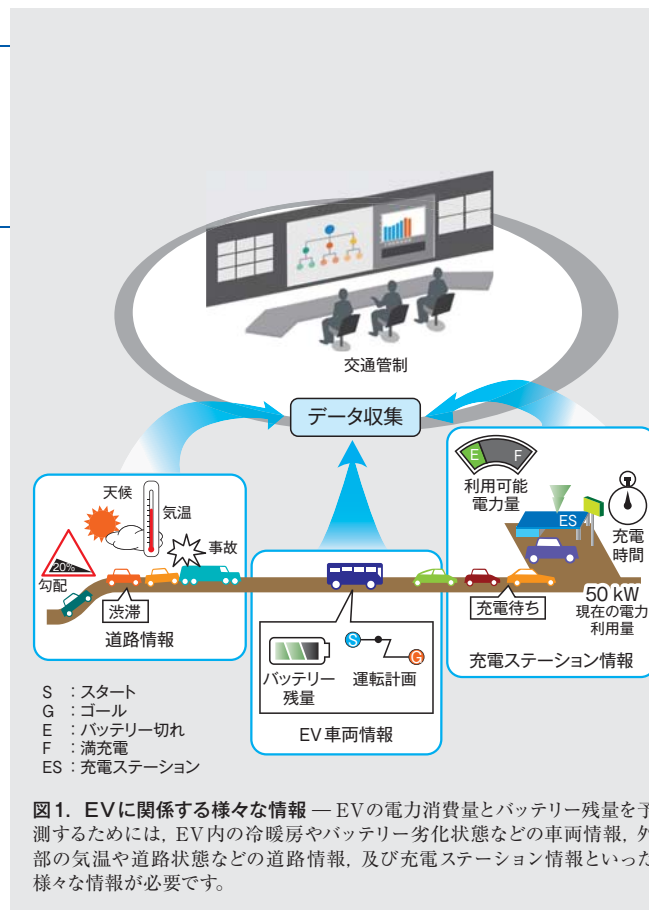 交通管制
データ収集
天候
気温
事故
20%
勾配
渋滞
道路情報
S
G
バッテリー
残量
運転計画
EV車両情報
E
F
利用可能
電力量
ES
充電
時間
充電待ち
50 kW
現在の電力
利用量
充電ステーション情報
S ：スタート
G ：ゴール
E ：バッテリー切れ
F ：満充電
ES ：充電ステーション
図1．EVに関係する様々な情報 — EVの電力消費量とバッテリー残量を予
測するためには，EV内の冷暖房やバッテリー劣化状態などの車両情報，外
部の気温や道路状態などの道路情報，及び充電ステーション情報といった
様々な情報が必要です。